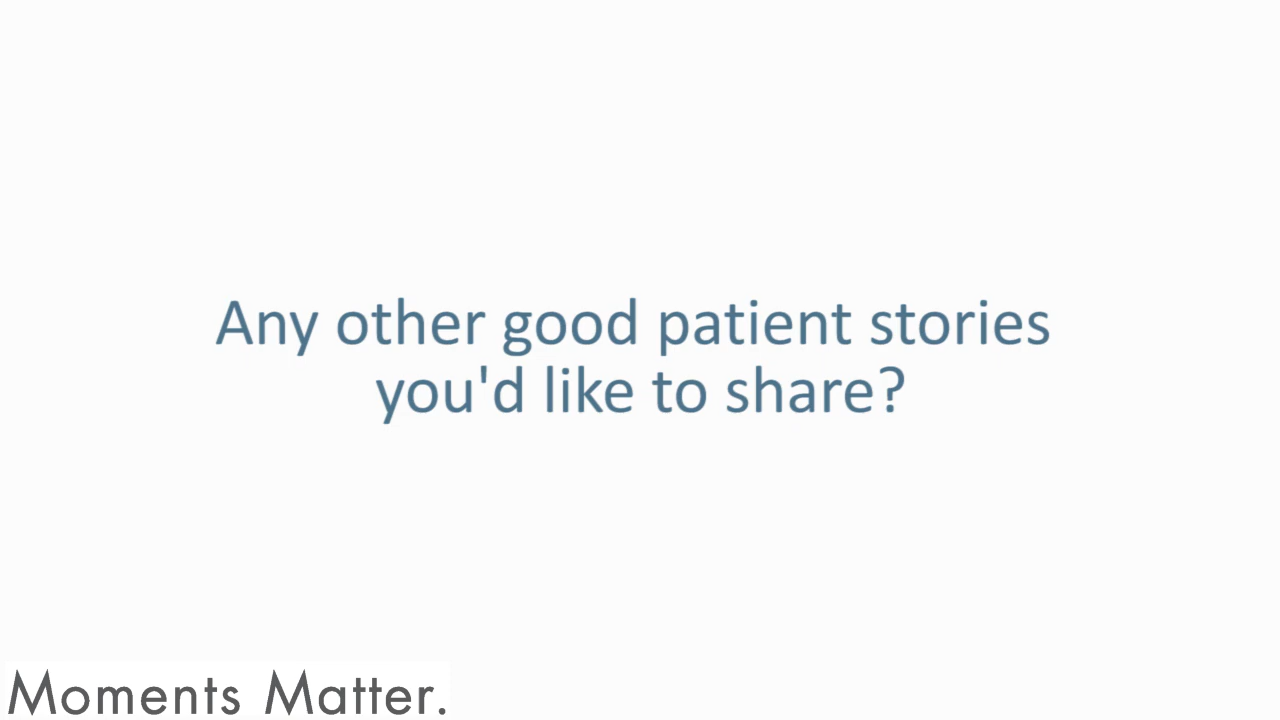 Any other good patient stories
you'd like to share?
Moments Matter.